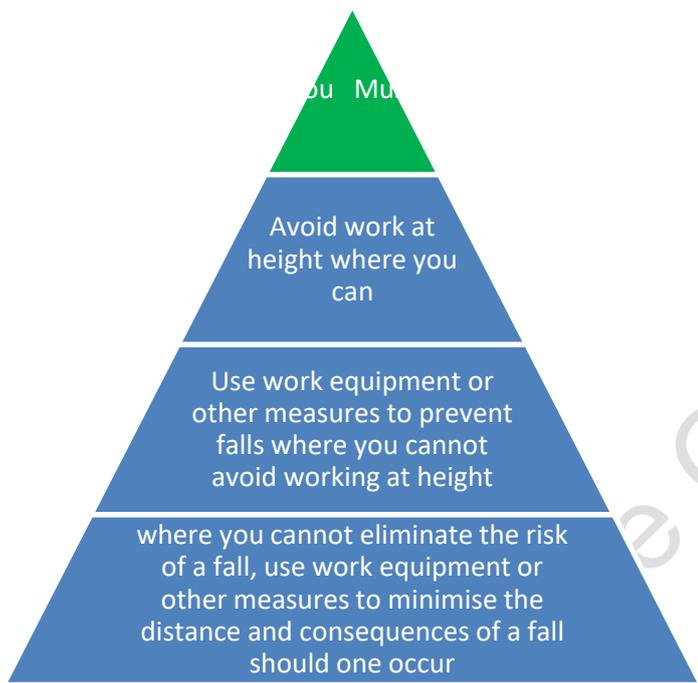 Avoid work at
height where you
can
Use work equipment or
other measures to prevent
falls where you cannot
avoid working at height
where you cannot eliminate the risk
of a fall, use work equipment or
other measures to minimise the
distance and consequences of a fall
should one occur